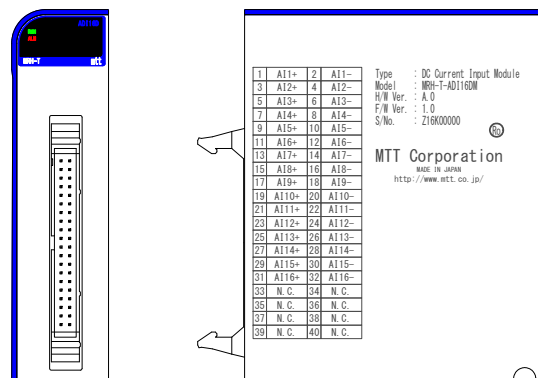 ADI16D
RUN
ALM
MRH-T mtt
1 AI1+ 2 AI1-
3 AI2+ 4 AI2-
5 AI3+ 6 AI3-
7 AI4+ 8 AI4-
9 AI5+ 10 AI5-
11 AI6+ 12 AI6-
13 AI7+ 14 AI7-
15 AI8+ 16 AI8-
17 AI9+ 18 AI9-
19 AI10+ 20 AI10-
21 AI11+ 22 AI11-
23 AI12+ 24 AI12-
25 AI13+ 26 AI13-
27 AI14+ 28 AI14-
29 AI15+ 30 AI15-
31 AI16+ 32 AI16-
33 N.C. 34 N.C.
35 N.C. 36 N.C.
37 N.C. 38 N.C.
39 N.C. 40 N.C.
Type : DC Current Input Module
Model : MRH-T-ADI16DM
H/W Ver. : A.0
F/W Ver. : 1.0
S/No. : Z16K00000
Ro
MTT Corporation
MADE IN JAPAN
http://www.mtt.co.jp/